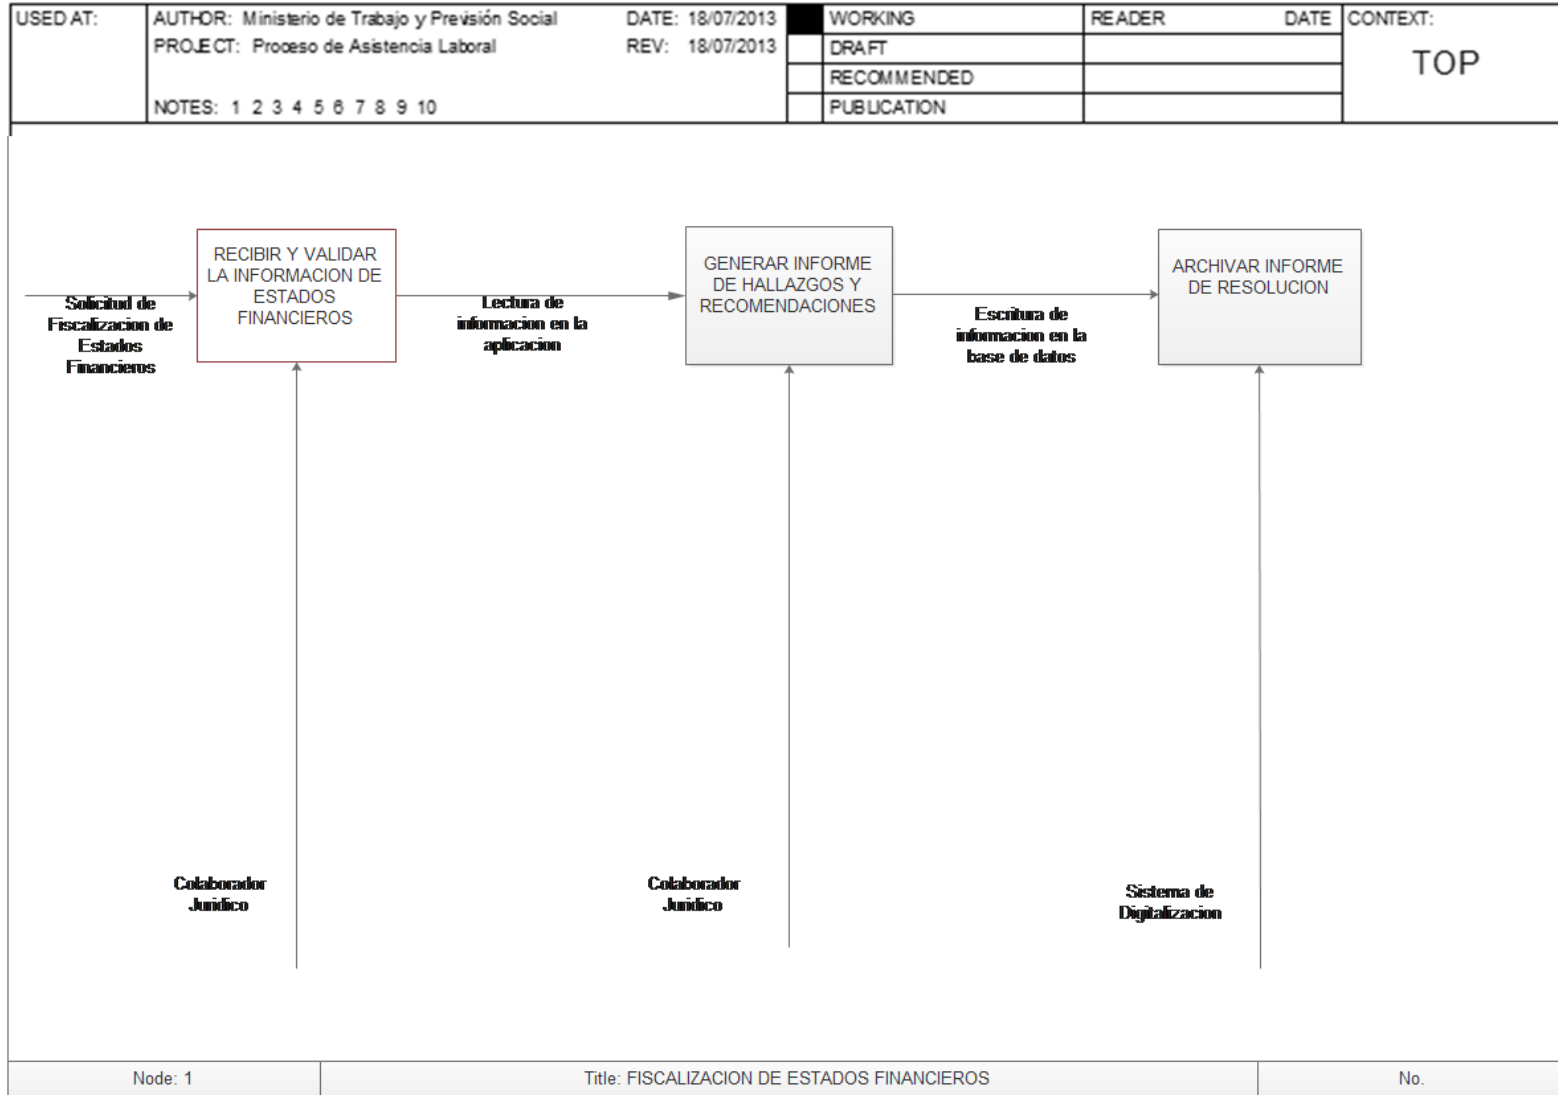 USED AT:
AUTHOR: Ministerio de Trabajo y Previsión Social
DATE: 18/07/2013
WORKING
READER
DATE
CONTEXT:
PROJECT: Proceso de Asistencia Laboral
REV: 18/07/2013
DRAFT
TOP
RECOMMENDED
NOTES: 1 2 3 4 5 6 7 8 9 10
PUBLICATION
RECIBIR Y VALIDAR
LA INFORMACION DE
ESTADOS
FINANCIEROS
GENERAR INFORME
DE HALLAZGOS Y
RECOMENDACIONES
ARCHIVAR INFORME
DE RESOLUCION
Solicitud de
Fiscalizacion de
Estados
Financieros
Lectura de
informacion en la
aplicacion
Escritura de
informacion en la
base de datos
Colaborador
Juridico
Colaborador
Juridico
Sistema de
Digitalizacion
Node: 1
Title: FISCALIZACION DE ESTADOS FINANCIEROS
No.